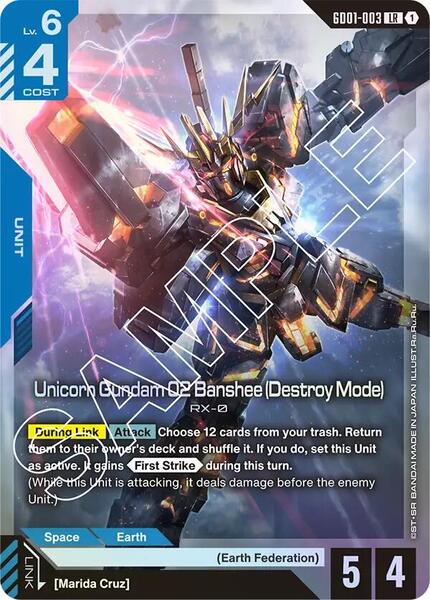 Lv. 6
4
COST
GD01-003 LR 1
UNIT
SAMPLE
Unicorn Gundam 02 Banshee (Destroy Mode)
RX-0
During Link Attack Choose 12 cards from your trash. Return
them to their owner's deck and shuffle it. If you do, set this Unit
as active. It gains First Strike during this turn.
(While this Unit is attacking, it deals damage before the enemy
Unit.)
Space Earth
(Earth Federation)
LINK
[Marida Cruz]
5 4
©ST·SR BANDAI MADE IN JAPAN ILLUST.Re.Ru.Ru.